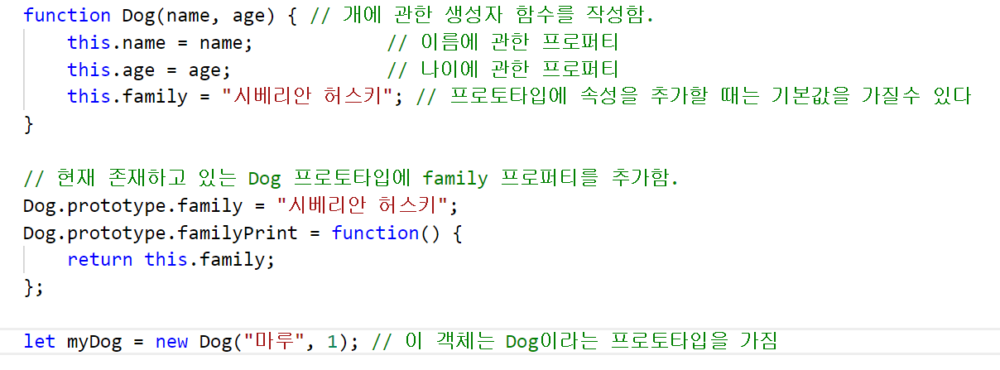 function Dog(name, age) { // 개에 관한 생성자 함수를 작성함.
    this.name = name;            // 이름에 관한 프로퍼티
    this.age = age;              // 나이에 관한 프로퍼티
    this.family = "시베리안 허스키"; // 프로토타입에 속성을 추가할 때는 기본값을 가질수 있다
}

// 현재 존재하고 있는 Dog 프로토타입에 family 프로퍼티를 추가함.
Dog.prototype.family = "시베리안 허스키";
Dog.prototype.familyPrint = function() {
    return this.family;
};

let myDog = new Dog("마루", 1); // 이 객체는 Dog이라는 프로토타입을 가짐